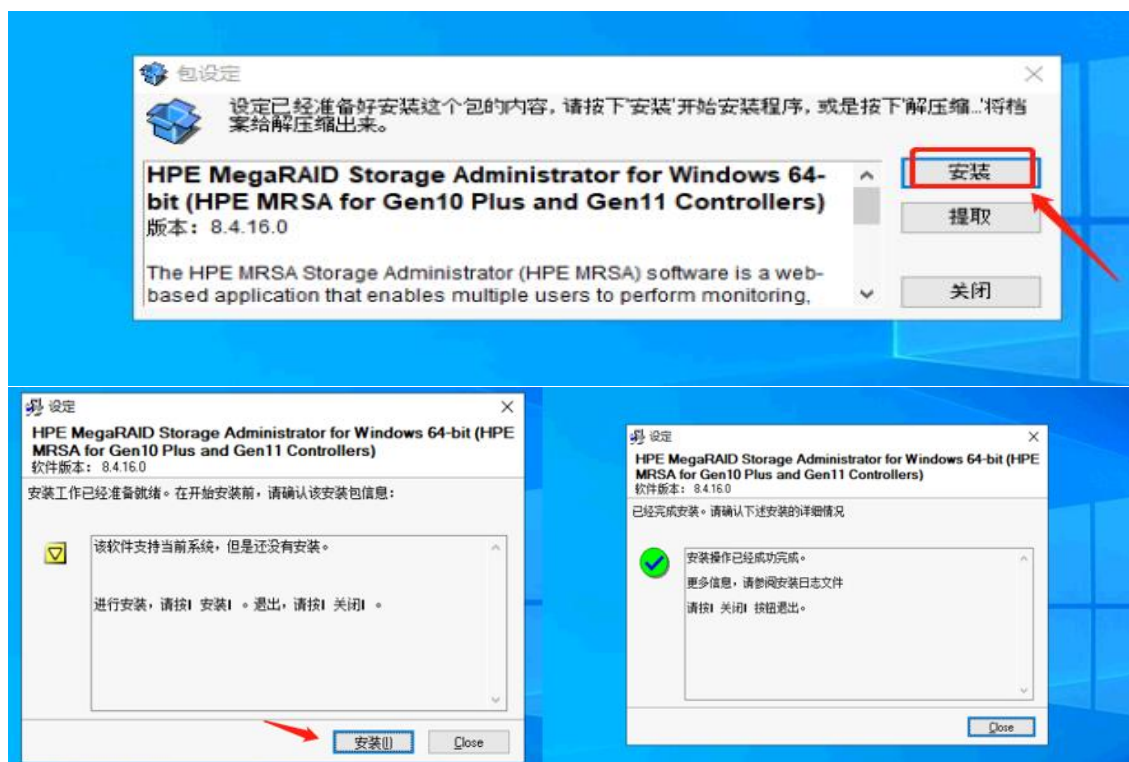 包设定
设定已经准备好安装这个包的内容,请按下'安装'开始安装程序,或是按下'解压缩...'将档
案给解压缩出来。
HPE MegaRAID Storage Administrator for Windows 64-
bit (HPE MRSA for Gen10 Plus and Gen11 Controllers)
版本: 8.4.16.0
The HPE MRSA Storage Administrator (HPE MRSA) software is a web-
based application that enables multiple users to perform monitoring,
安装
提取
关闭
设定
HPE MegaRAID Storage Administrator for Windows 64-bit (HPE
MRSA for Gen10 Plus and Gen11 Controllers)
软件版本: 8.4.16.0
安装工作已经准备就绪。在开始安装前,请确认该安装包信息:
该软件支持当前系统,但是还没有安装。
进行安装,请按| 安装| 。退出,请按| 关闭| 。
安装(I)
Close
设定
HPE MegaRAID Storage Administrator for Windows 64-bit (HPE
MRSA for Gen10 Plus and Gen11 Controllers)
软件版本: 8.4.16.0
已经完成安装。请确认下述安装的详细情况
安装操作已经成功完成。
更多信息,请参阅安装日志文件
请按| 关闭| 按钮退出。
Close